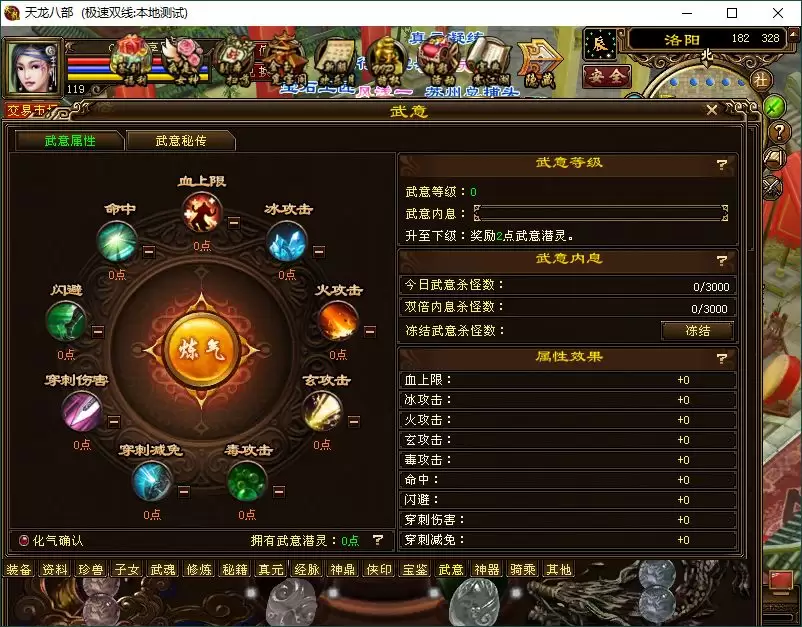 天龙八部 (极速双线:本地测试)
洛阳 182 328
北
辰
安全
社
119
交易市场
武意
武意属性 武意秘传
血上限
0点
命中
0点
冰攻击
0点
闪避
0点
火攻击
0点
炼气
穿刺伤害
0点
玄攻击
0点
穿刺减免
0点
毒攻击
0点
化气确认 拥有武意潜灵:0点 ?
武意等级 ?
武意等级:0
武意内息:
升至下级:奖励2点武意潜灵。
武意内息 ?
今日武意杀怪数: 0/3000
双倍内息杀怪数: 0/3000
冻结武意杀怪数: 冻结
属性效果 ?
血上限: +0
冰攻击: +0
火攻击: +0
玄攻击: +0
毒攻击: +0
命中: +0
闪避: +0
穿刺伤害: +0
穿刺减免: +0
装备 资料 珍兽 子女 武魂 修炼 秘籍 真元 经脉 神鼎 侠印 宝鉴 武意 神器 骑乘 其他